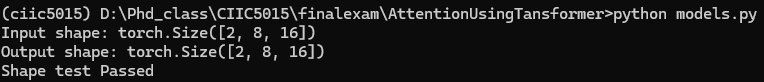 (ciic5015) D:\Phd_class\CIIC5015\finalexam\AttentionUsingTansformer>python models.py
Input shape: torch.Size([2, 8, 16])
Output shape: torch.Size([2, 8, 16])
Shape test Passed